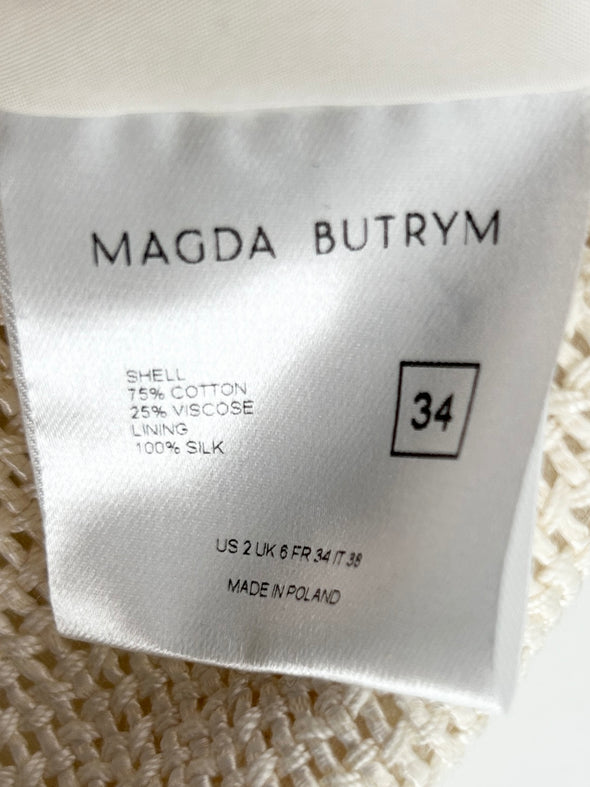 MAGDA BUTRYM
SHELL
75% COTTON
25% VISCOSE
LINING
100% SILK
34
US 2 UK 6 FR 34 IT 38
MADE IN POLAND